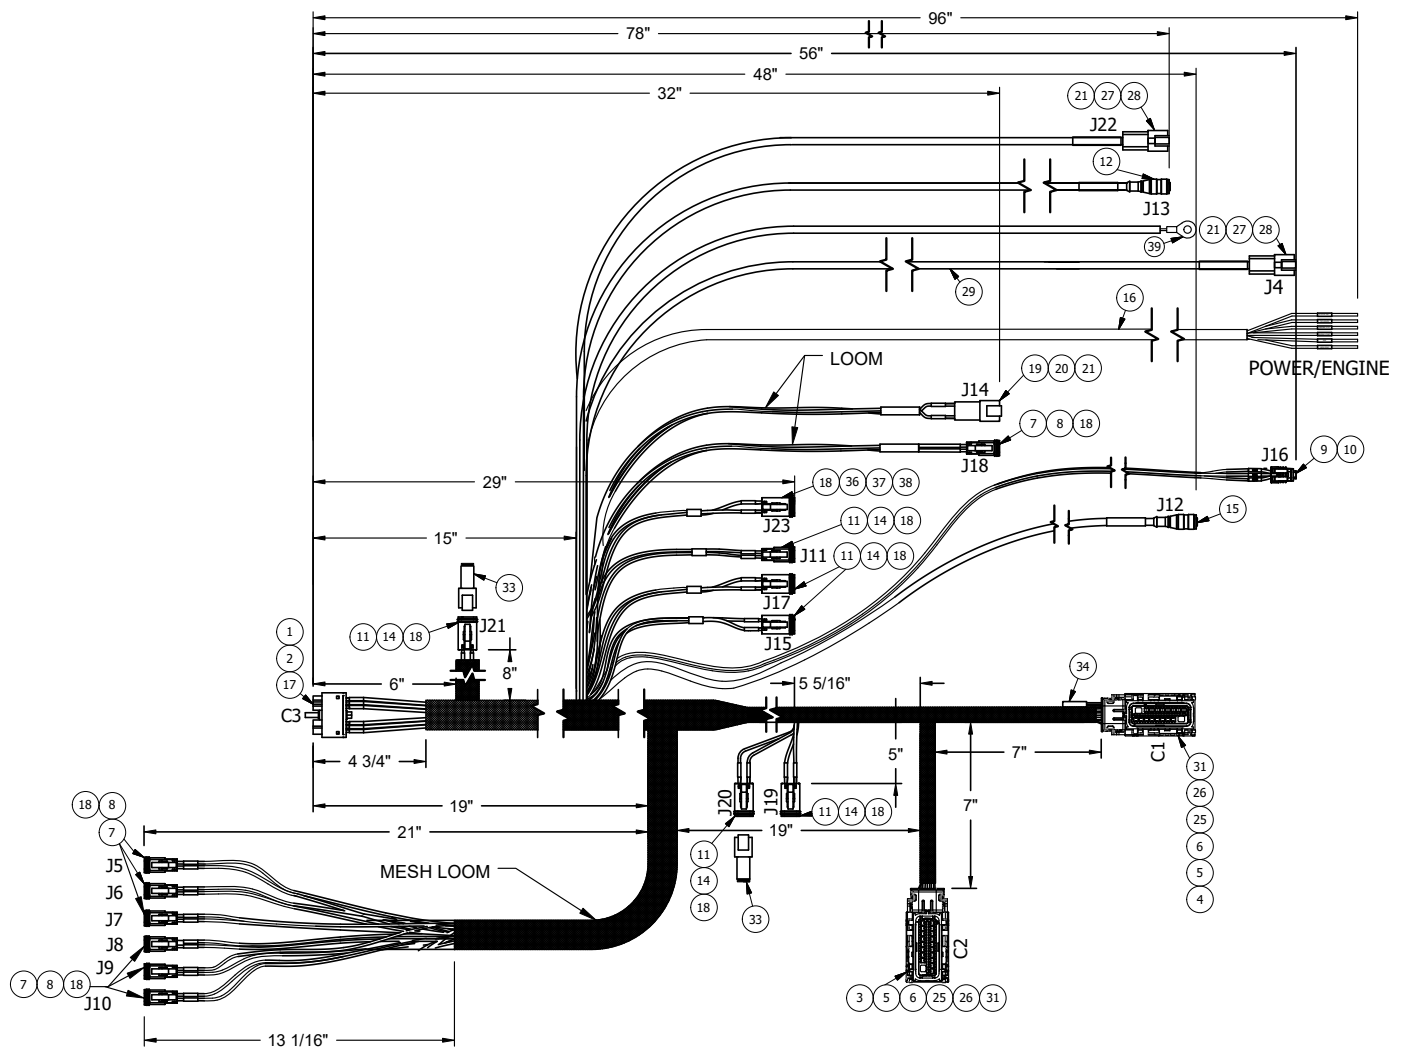 96"
78"
56"
48"
32"
21 27 28
J22
12
J13
39
21 27 28
J4
29
16
POWER/ENGINE
LOOM
J14
19 20 21
J18
7 8 18
J16
9 10
29"
18 36 37 38
J23
J12
15
15"
11 14 18
J11
11 14 18
J17
J15
33
11 14 18
J21
8"
6"
1
2
17
C3
4 3/4"
5 5/16"
34
5"
7"
7"
C1
31
26
25
6
5
4
19"
21"
J20
J19
11 14 18
19"
11
14
18
33
18 8
7
J5
J6
J7
J8
J9
J10
7 8 18
MESH LOOM
C2
3 5 6 25 26 31
13 1/16"